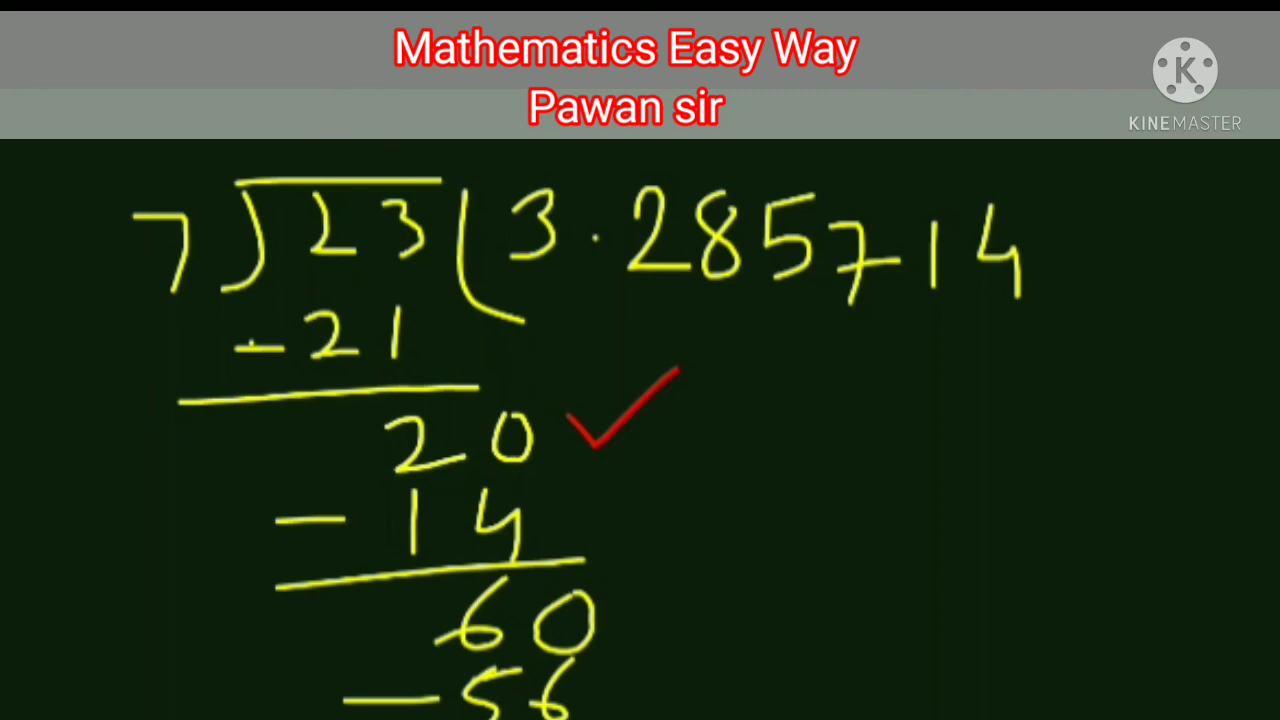 Mathematics Easy Way
Pawan sir
K
KINEMASTER
7)23(3.285714
-21
20
-14
60
-56